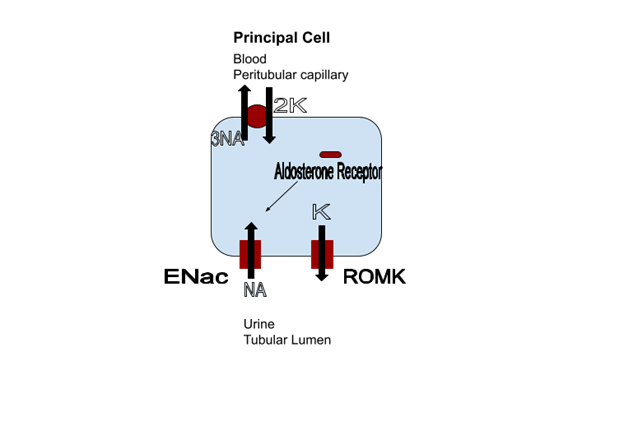 Principal Cell
Blood
Peritubular capillary
2K
3NA
Aldosterone Receptor
K
ENac
ROMK
NA
Urine
Tubular Lumen